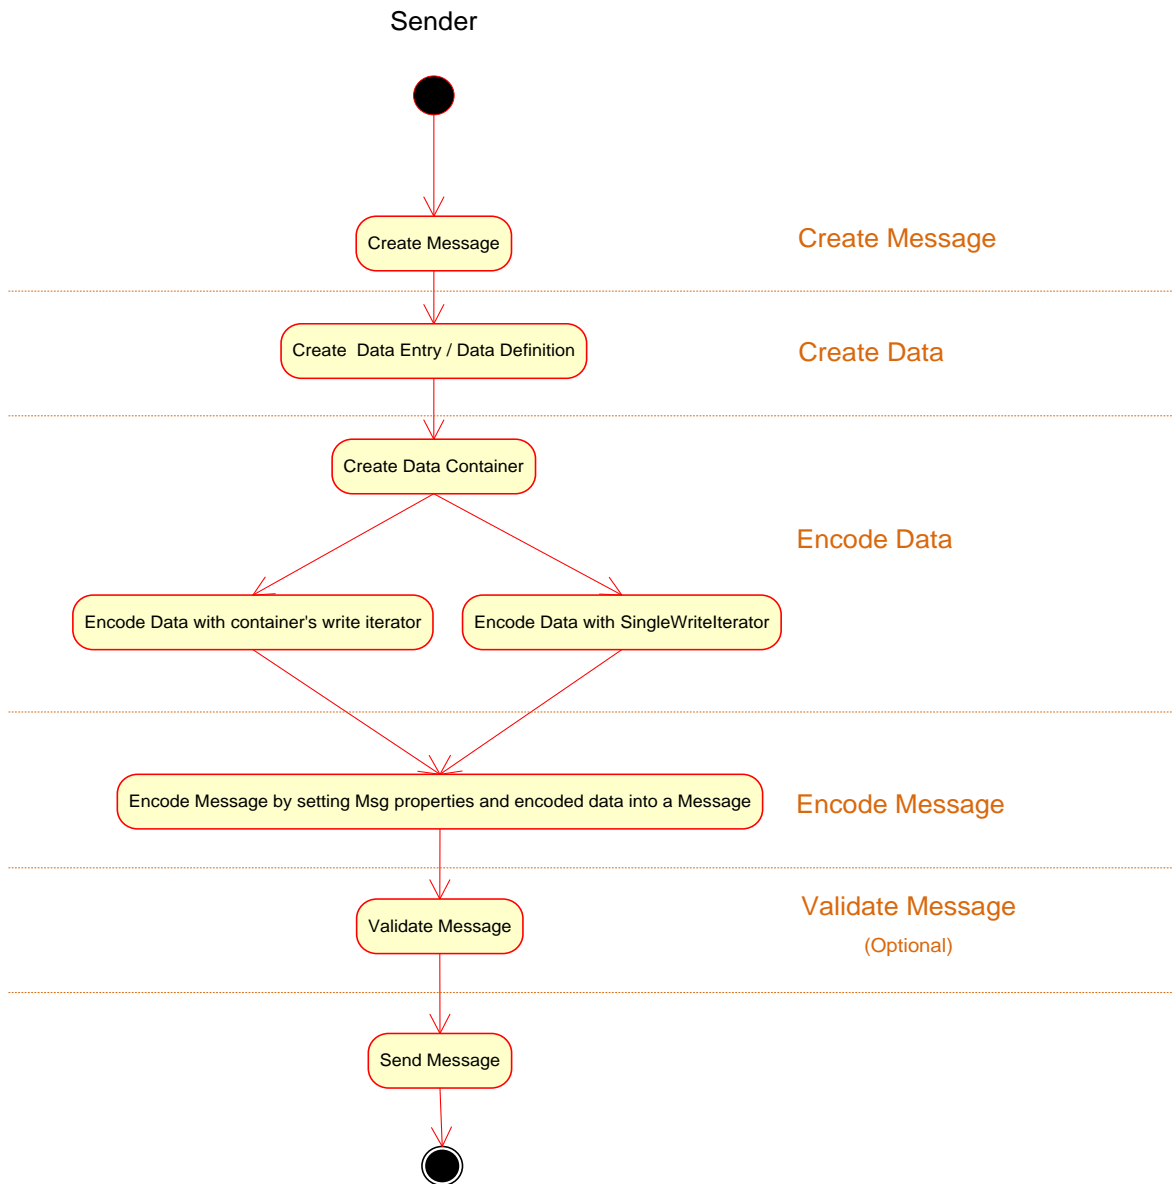 Sender
Create Message
Create Message
Create  Data Entry / Data Definition
Create Data
Create Data Container
Encode Data
Encode Data with container's write iterator
Encode Data with SingleWriteIterator
Encode Message by setting Msg properties and encoded data into a Message
Encode Message
Validate Message
Validate Message
(Optional)
Send Message